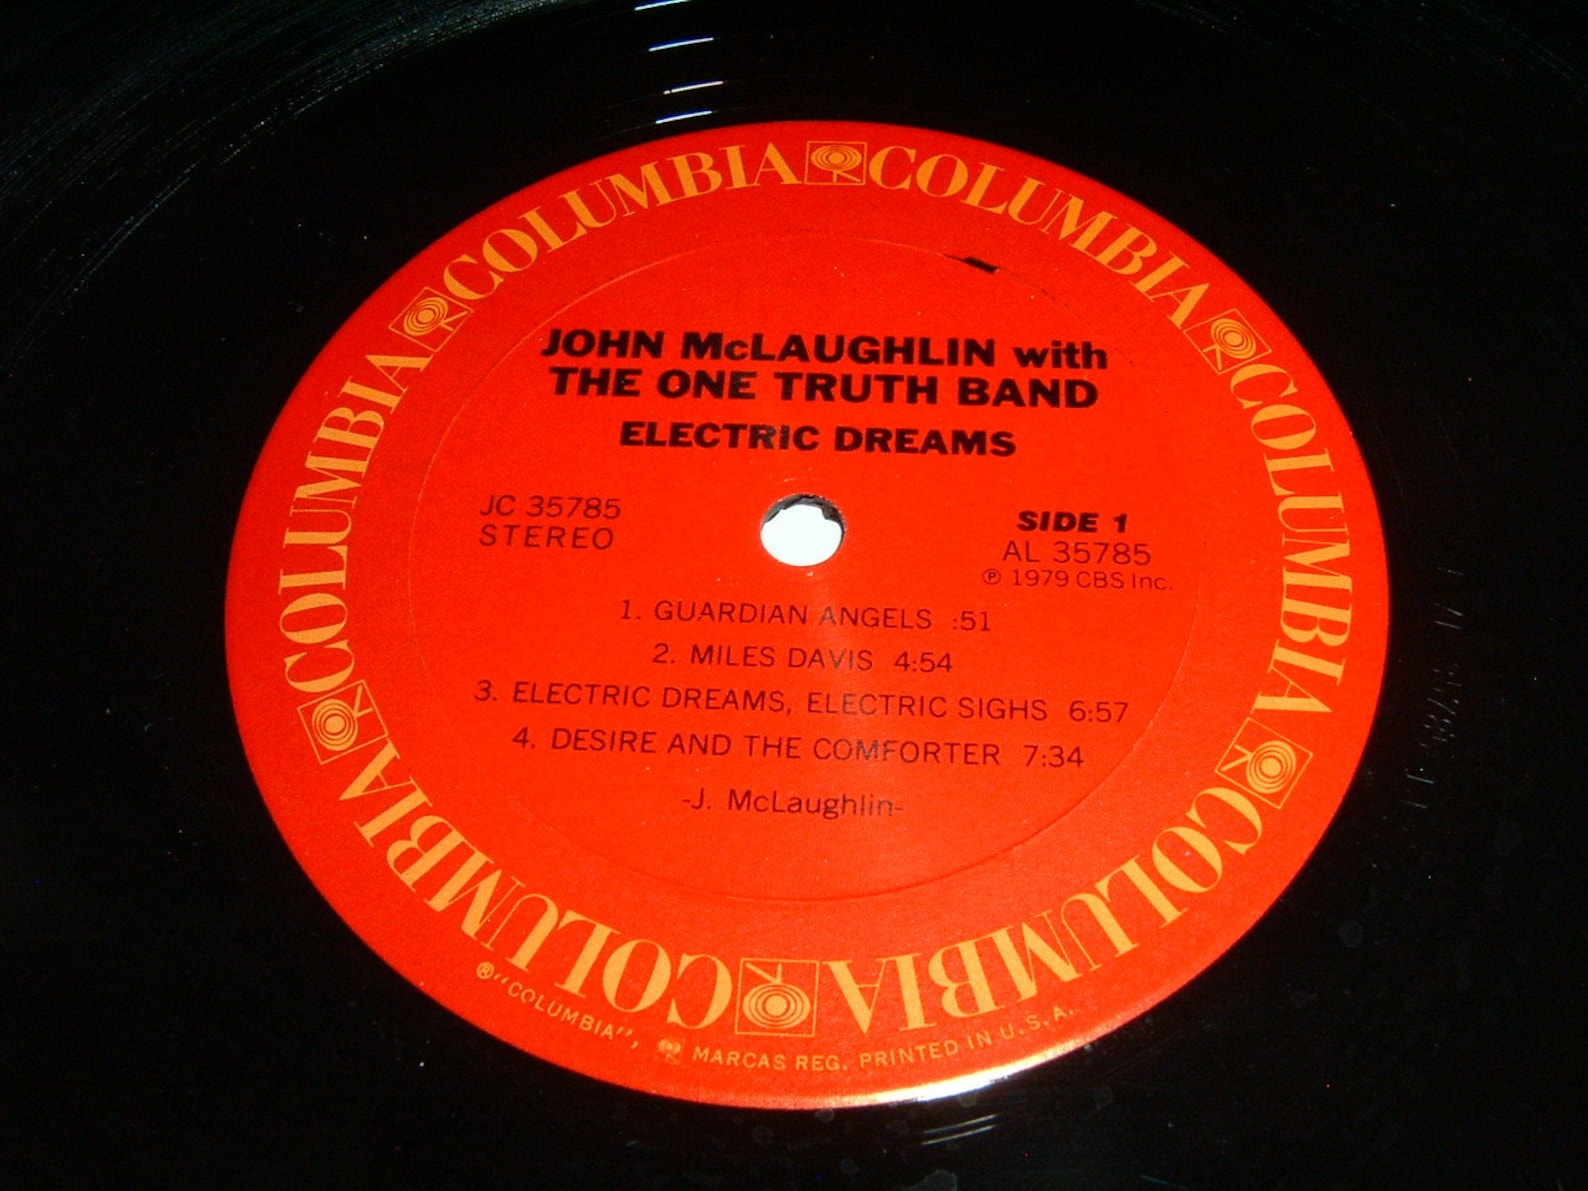 COLUMBIA COLUMBIA COLUMBIA COLUMBIA COLUMBIA COLUMBIA
JOHN McLAUGHLIN with
THE ONE TRUTH BAND
ELECTRIC DREAMS
JC 35785
STEREO
SIDE 1
AL 35785
℗ 1979 CBS Inc.
1. GUARDIAN ANGELS :51
2. MILES DAVIS 4:54
3. ELECTRIC DREAMS, ELECTRIC SIGHS 6:57
4. DESIRE AND THE COMFORTER 7:34
-J. McLaughlin-
®"COLUMBIA", MARCAS REG. PRINTED IN U.S.A.